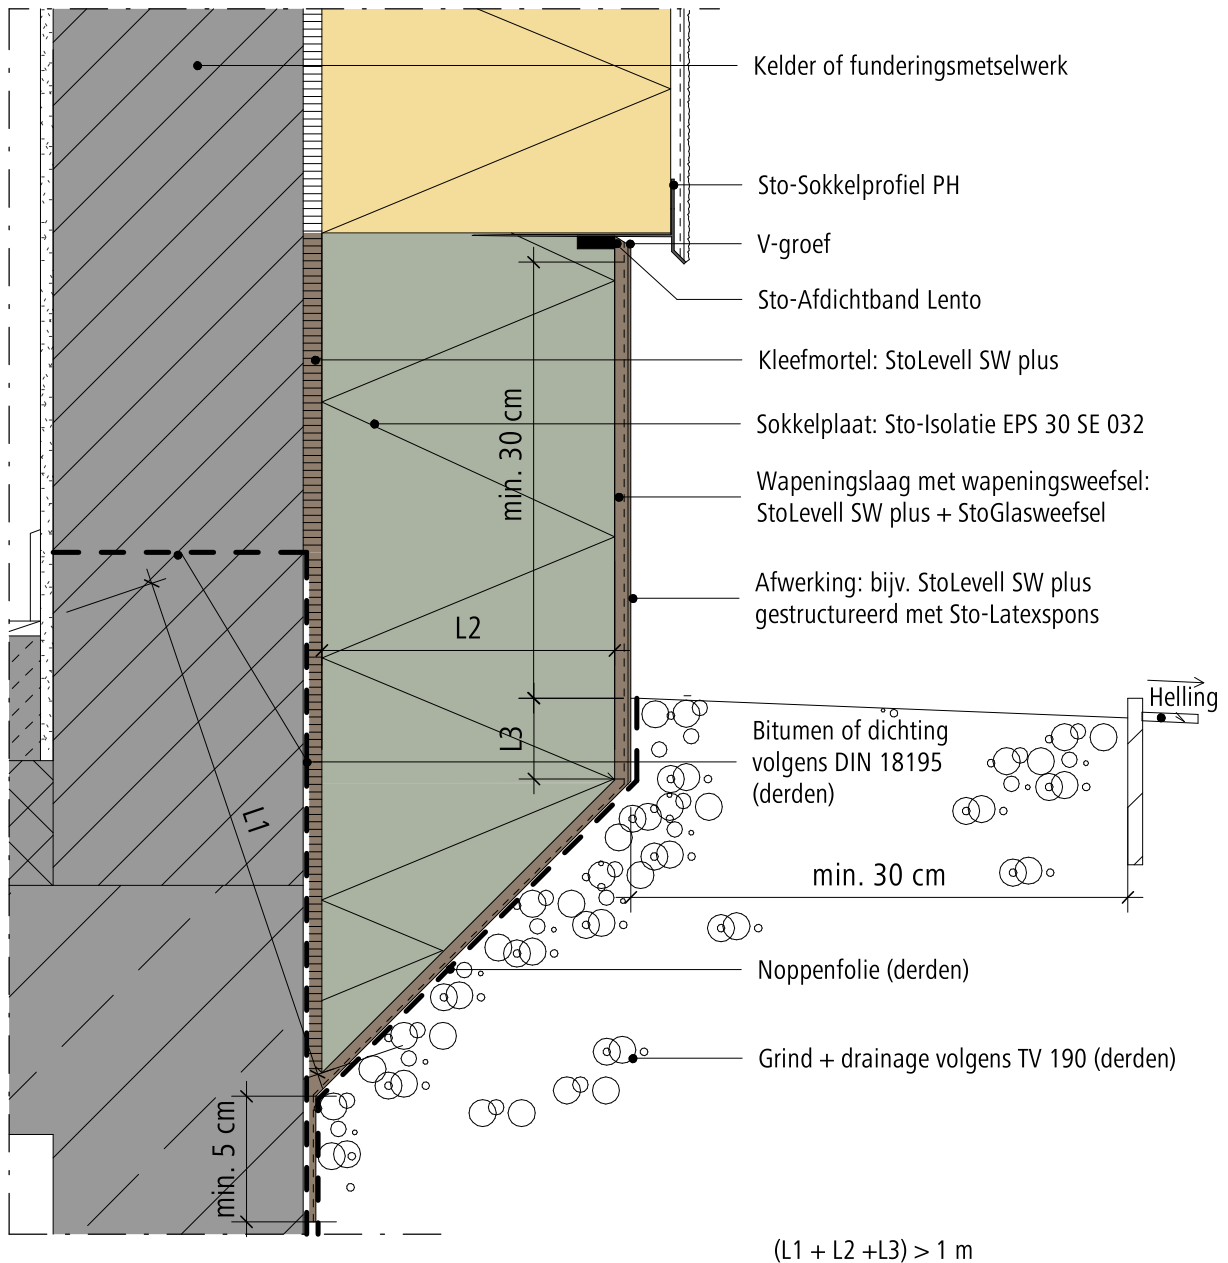 Kelder of funderingsmetselwerk
Sto-Sokkelprofiel PH
V-groef
Sto-Afdichtband Lento
Kleefmortel: StoLevell SW plus
min. 30 cm
Sokkelplaat: Sto-Isolatie EPS 30 SE 032
Wapeningslaag met wapeningsweefsel:
StoLevell SW plus + StoGlasweefsel
Afwerking: bijv. StoLevell SW plus
gestructureerd met Sto-Latexspons
L2
Helling
L3
Bitumen of dichting
volgens DIN 18195
(derden)
L1
min. 30 cm
Noppenfolie (derden)
Grind + drainage volgens TV 190 (derden)
min. 5 cm
(L1 + L2 +L3) > 1 m